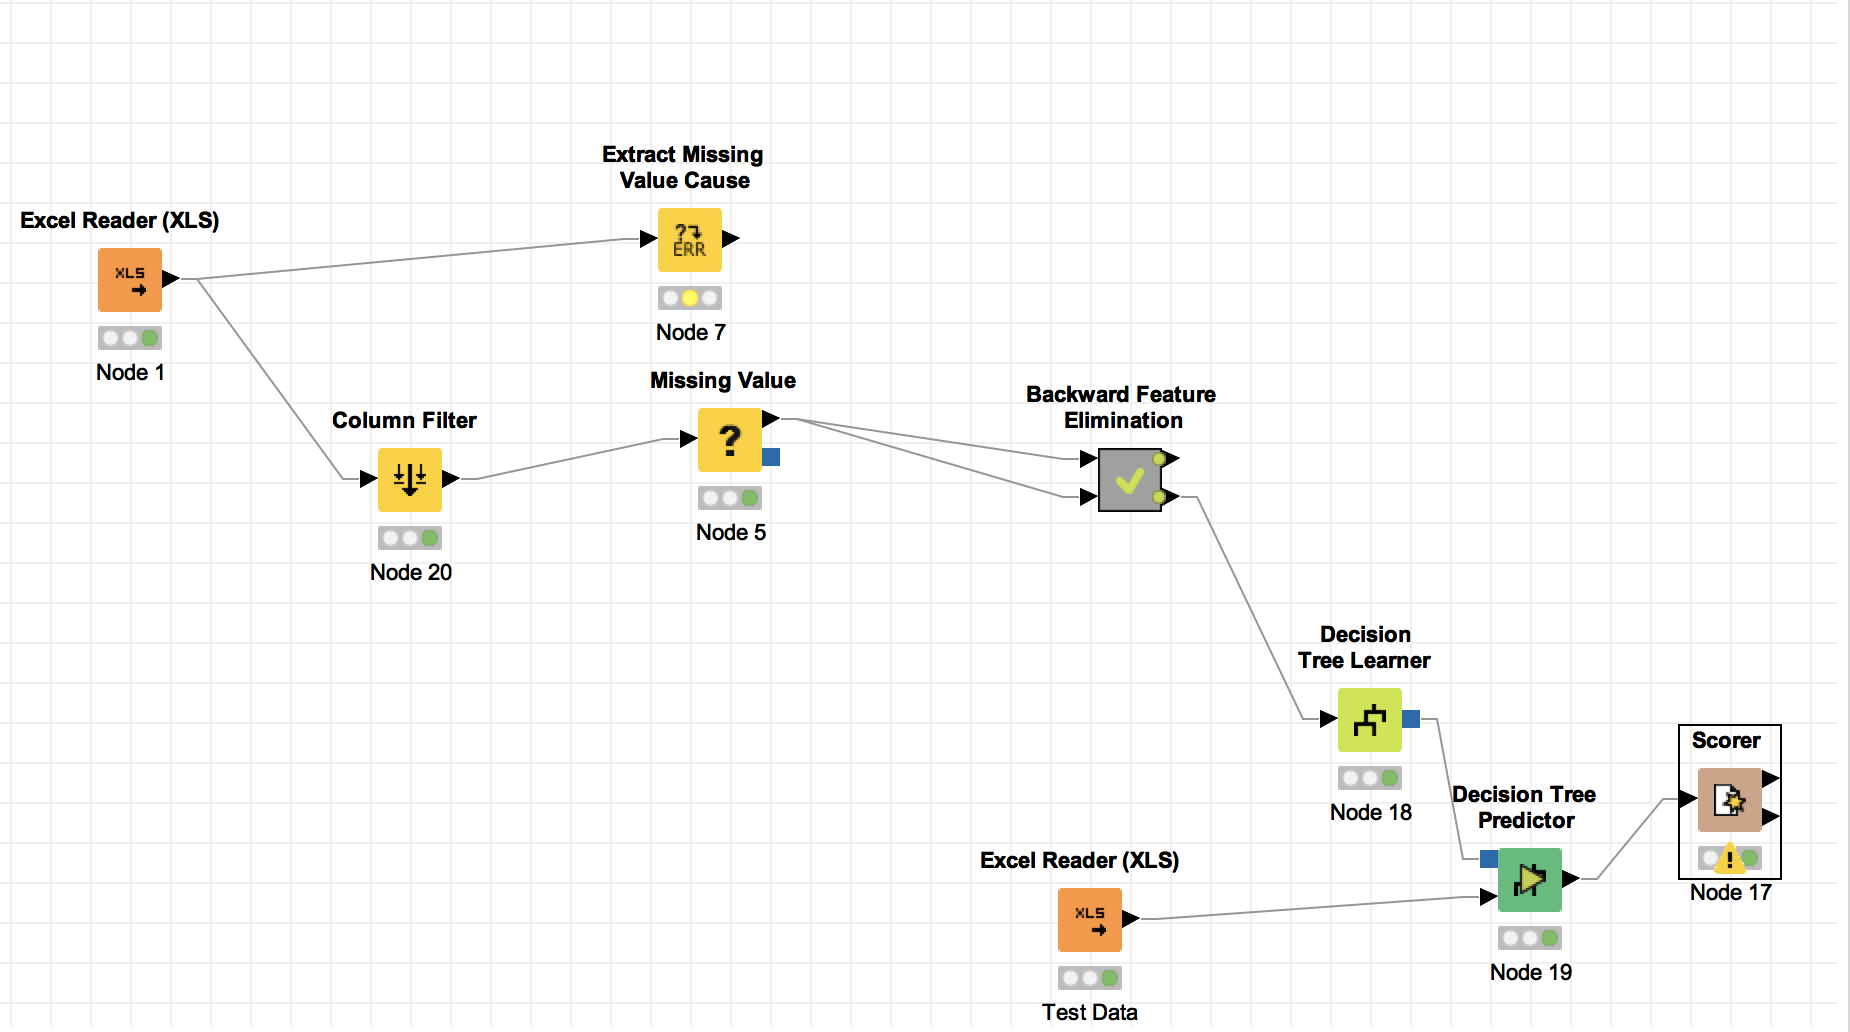 Extract Missing
Value Cause
Excel Reader (XLS)
?
ERR
XLS
Node 7
Node 1
Missing Value
Backward Feature
Elimination
Column Filter
?
Node 5
Node 20
Decision
Tree Learner
Scorer
Decision Tree
Predictor
Node 18
Excel Reader (XLS)
!
Node 17
XLS
Node 19
Test Data